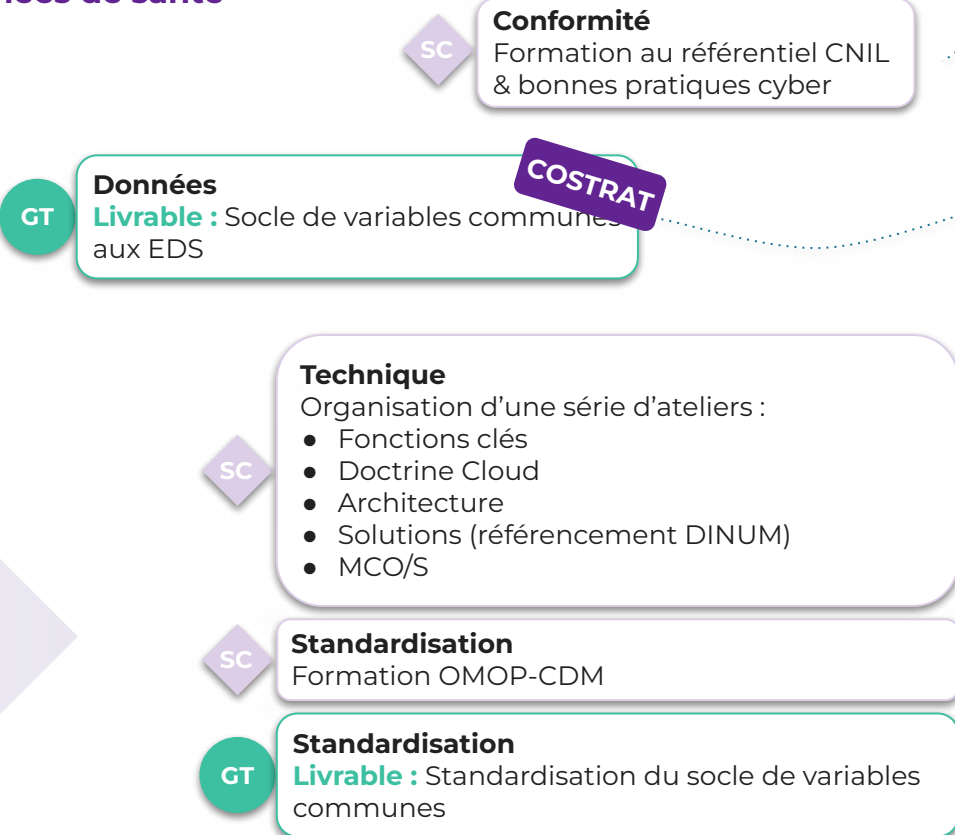 de santé
SC
Conformité
Formation au référentiel CNIL
& bonnes pratiques cyber
GT
Données
COSTRAT
Livrable : Socle de variables communes
aux EDS
SC
Technique
Organisation d’une série d’ateliers :
● Fonctions clés
● Doctrine Cloud
● Architecture
● Solutions (référencement DINUM)
● MCO/S
SC
Standardisation
Formation OMOP-CDM
GT
Standardisation
Livrable : Standardisation du socle de variables
communes